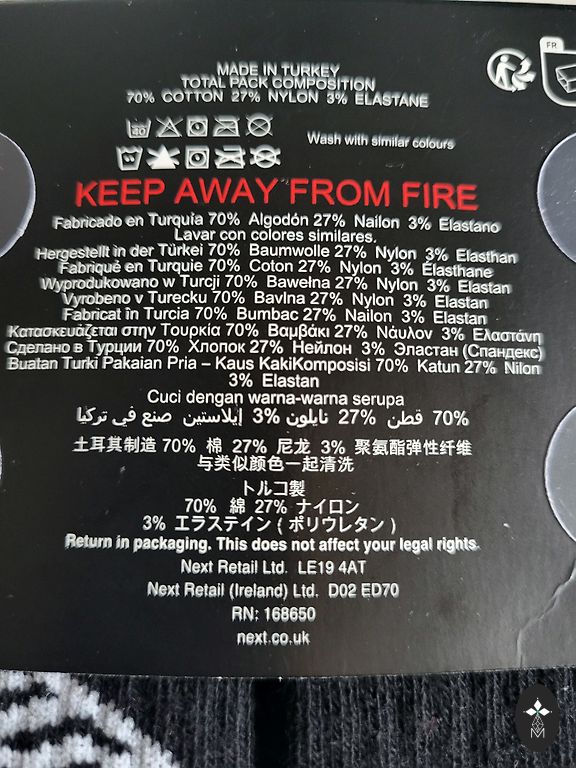 FR
MADE IN TURKEY
TOTAL PACK COMPOSITION
70% COTTON 27% NYLON 3% ELASTANE
40
Wash with similar colours
KEEP AWAY FROM FIRE
Fabricado en Turquía 70% Algodón 27% Nailon 3% Elastano
Lavar con colores similares.
Hergestellt in der Türkei 70% Baumwolle 27% Nylon 3% Elasthan
Fabriqué en Turquie 70% Coton 27% Nylon 3% Élasthane
Wyprodukowano w Turcji 70% Bawełna 27% Nylon 3% Elastan
Vyrobeno v Turecku 70% Bavlna 27% Nylon 3% Elastan
Fabricat în Turcia 70% Bumbac 27% Nailon 3% Elastan
Κατασκευάζεται στην Τουρκία 70% Βαμβάκι 27% Νάυλον 3% Ελαστάνη
Сделано в Турции 70% Хлопок 27% Нейлон 3% Эластан (Спандекс)
Buatan Turki Pakaian Pria – Kaus KakiKomposisi 70% Katun 27% Nilon
3% Elastan
Cuci dengan warna-warna serupa
70% قطن 27% نايلون 3% إيلاستين صنع في تركيا
土耳其制造 70% 棉 27% 尼龙 3% 聚氨酯弹性纤维
与类似颜色一起清洗
トルコ製
70% 綿 27% ナイロン
3% エラステイン ( ポリウレタン )
Return in packaging. This does not affect your legal rights.
Next Retail Ltd. LE19 4AT
Next Retail (Ireland) Ltd. D02 ED70
RN: 168650
next.co.uk
M